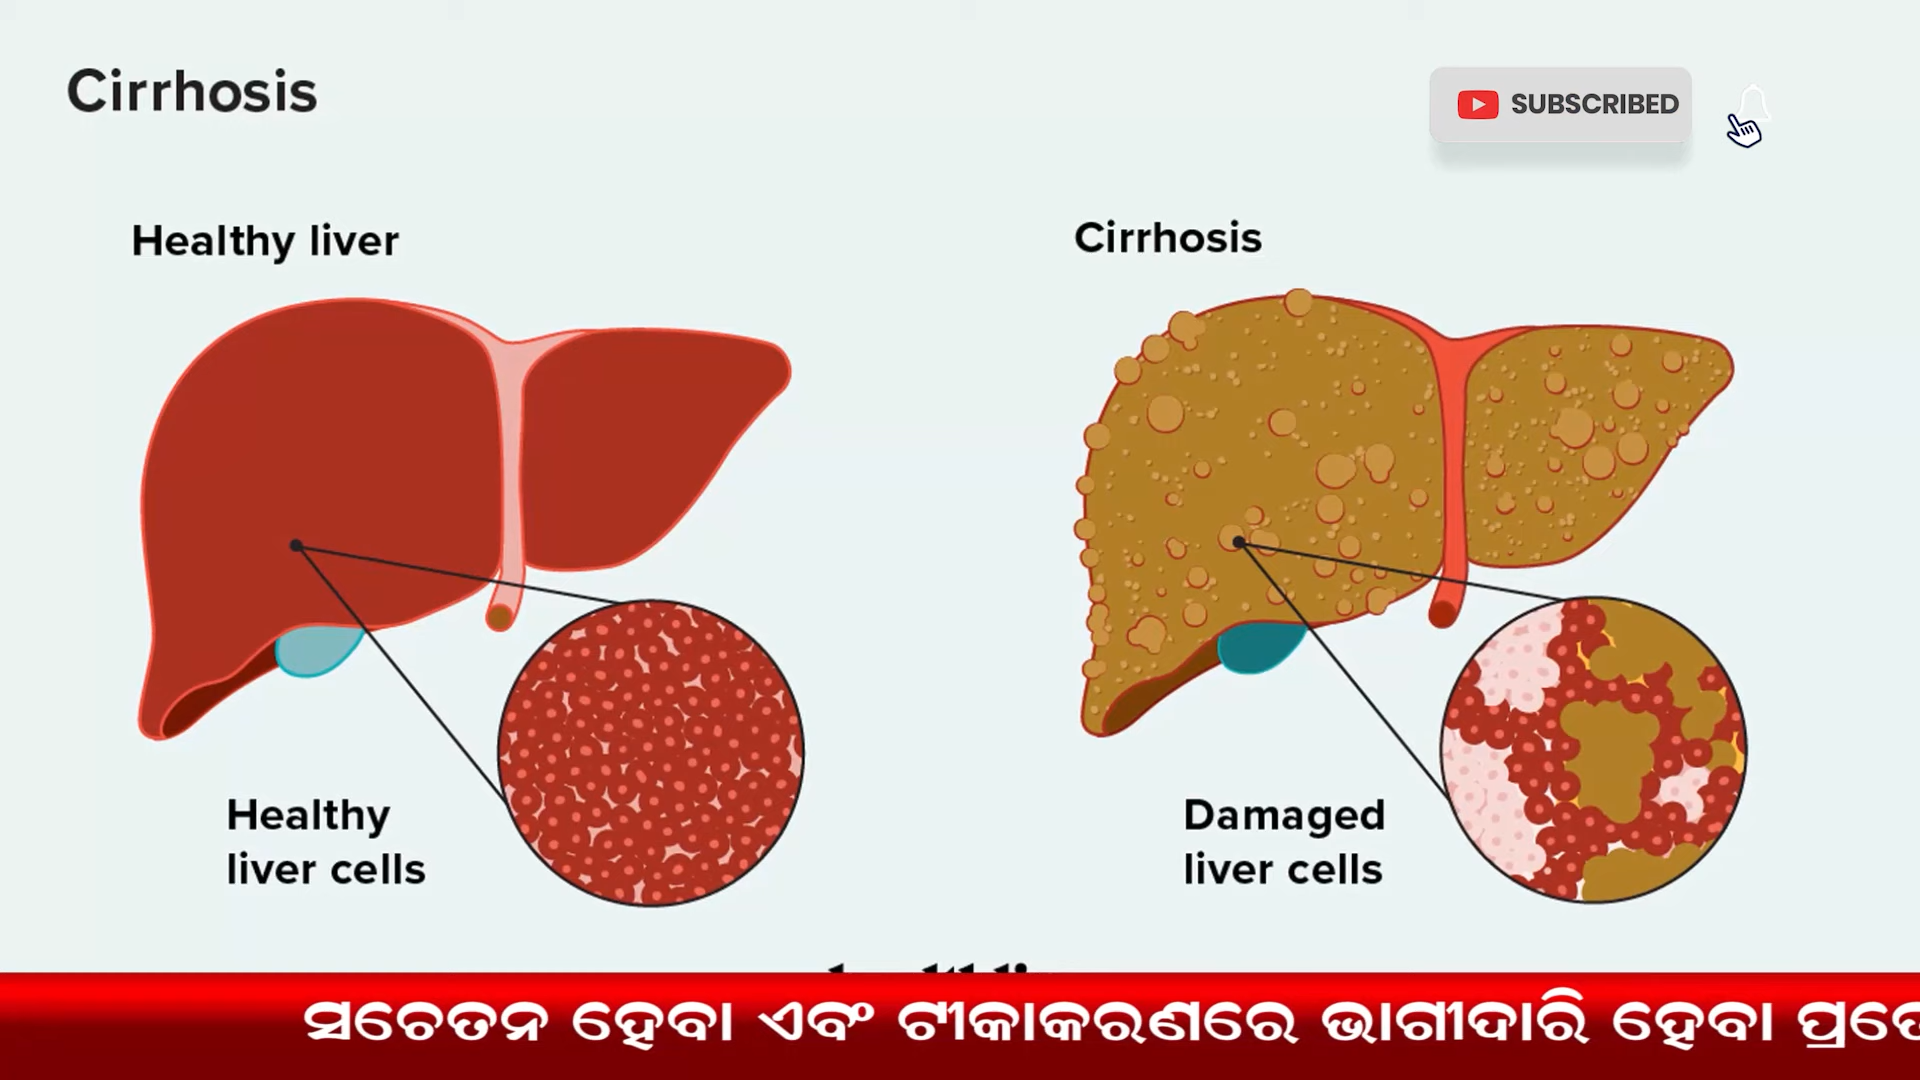 Cirrhosis
SUBSCRIBED
Healthy liver
Cirrhosis
Healthy
liver cells
Damaged
liver cells
ସଚେତନ ହେବା ଏବଂ ଟୀକାକରଣରେ ଭାଗୀଦାରି ହେବା